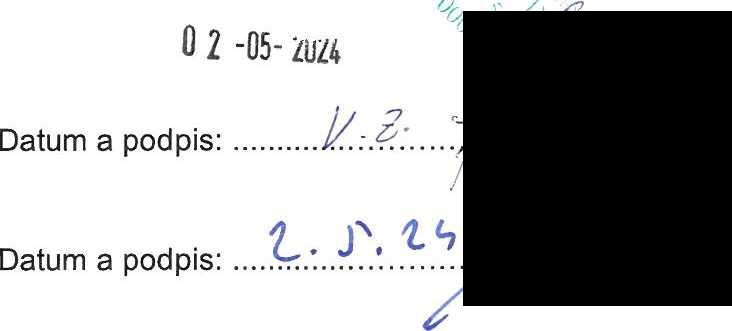 02-05-2024
Datum a podpis: V.Z.
Datum a podpis: 2.5.24